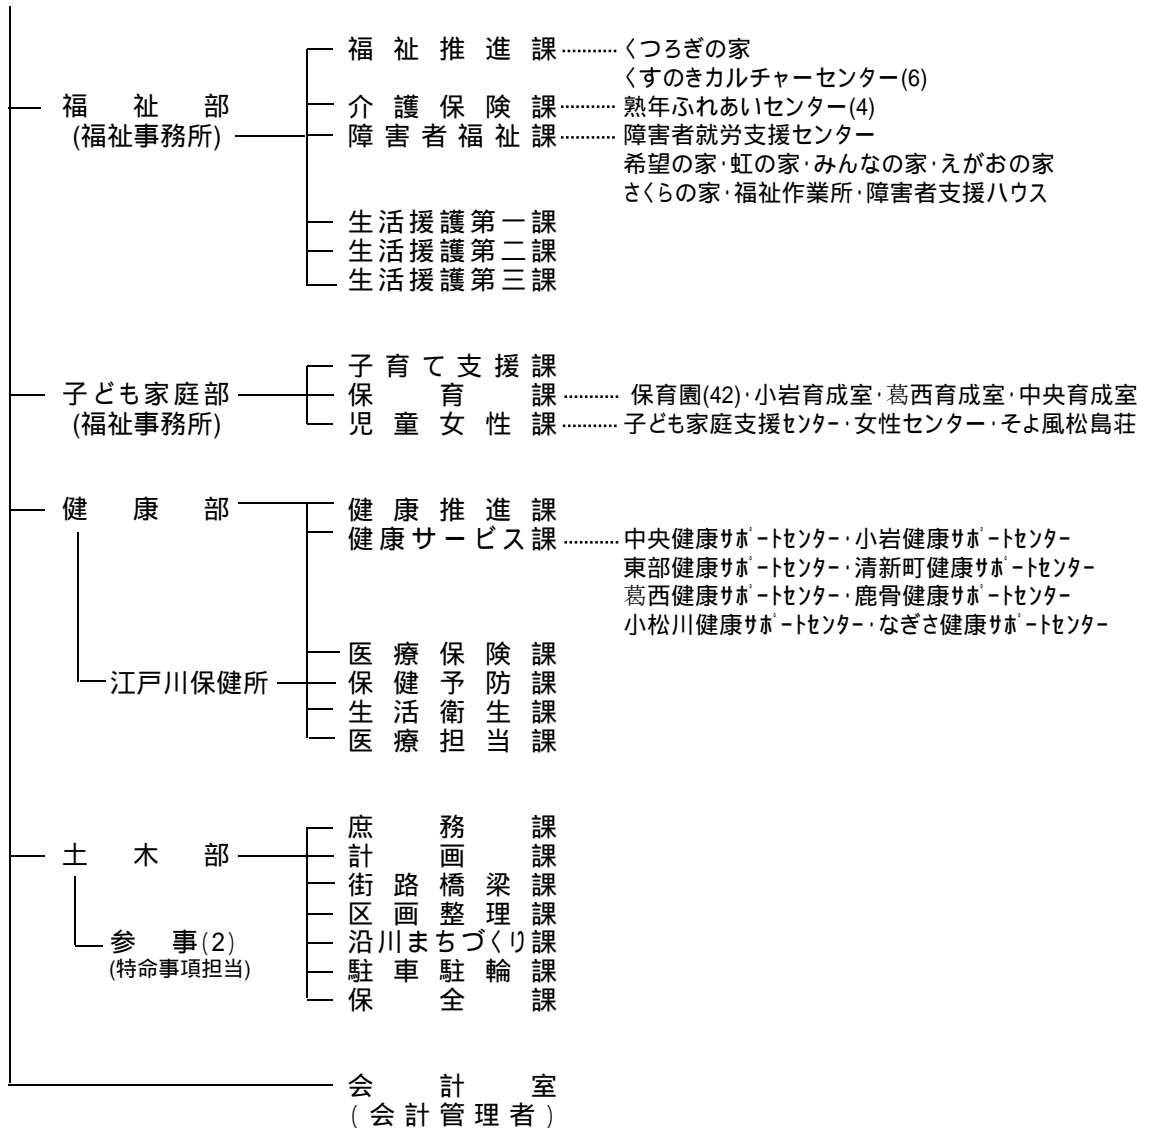 福祉推進課 ……… くつろぎの家
くすのきカルチャーセンター(6)
福祉部 介護保険課 ……… 熟年ふれあいセンター(4)
(福祉事務所) 障害者福祉課 ……… 障害者就労支援センター
希望の家・虹の家・みんなの家・えがおの家
さくらの家・福祉作業所・障害者支援ハウス
生活援護第一課
生活援護第二課
生活援護第三課
子育て支援課
子ども家庭部 保育課 ……… 保育園(42)・小岩育成室・葛西育成室・中央育成室
(福祉事務所) 児童女性課 ……… 子ども家庭支援ｾﾝﾀｰ・女性センター・そよ風松島荘
健康部 健康推進課
健康サービス課 ……… 中央健康ｻﾎﾟｰﾄｾﾝﾀｰ・小岩健康ｻﾎﾟｰﾄｾﾝﾀｰ
東部健康ｻﾎﾟｰﾄｾﾝﾀｰ・清新町健康ｻﾎﾟｰﾄｾﾝﾀｰ
葛西健康ｻﾎﾟｰﾄｾﾝﾀｰ・鹿骨健康ｻﾎﾟｰﾄｾﾝﾀｰ
小松川健康ｻﾎﾟｰﾄｾﾝﾀｰ・なぎさ健康ｻﾎﾟｰﾄｾﾝﾀｰ
医療保険課
江戸川保健所 保健予防課
生活衛生課
医療担当課
庶務課
土木部 計画課
街路橋梁課
区画整理課
参事(2) 沿川まちづくり課
(特命事項担当) 駐車駐輪課
保全課
会計室
(会計管理者)